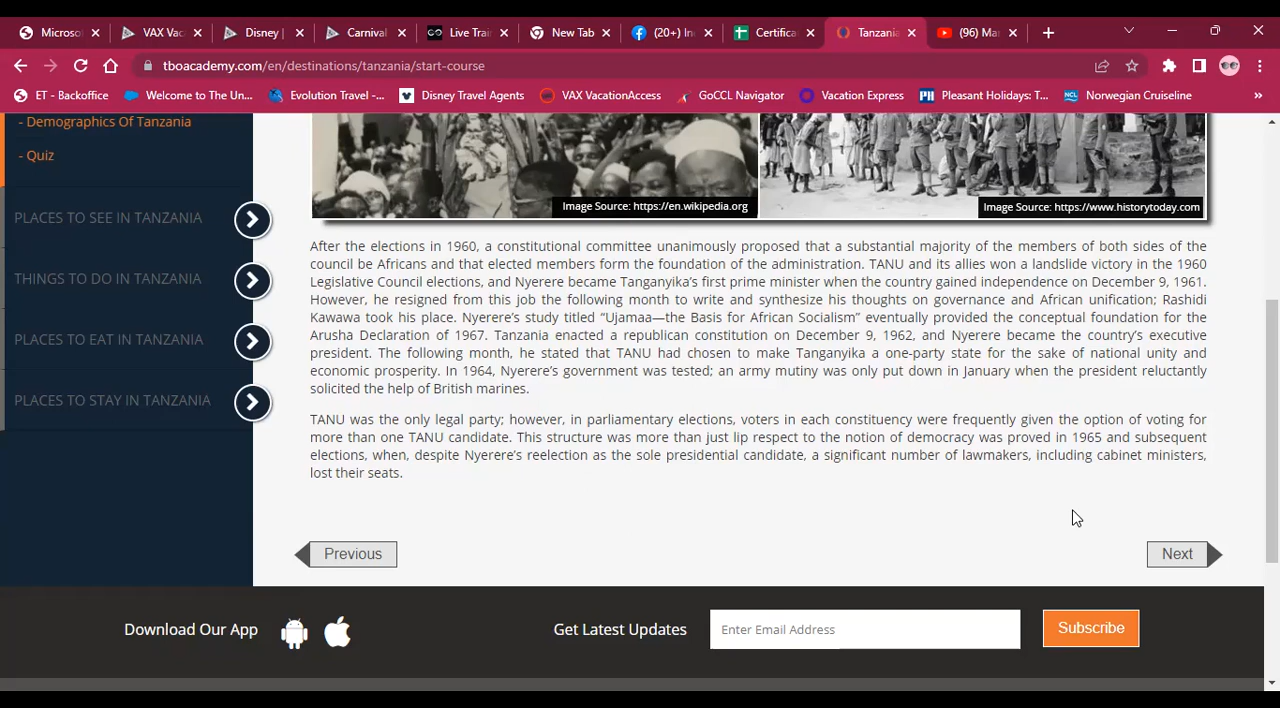 Microso
VAX Vac
Disney |
Carnival
Live Trai
New Tab
(20+) In
Certifica
Tanzania
(96) Ma
tboacademy.com/en/destinations/tanzania/start-course
ET - Backoffice
Welcome to The Un...
Evolution Travel -...
Disney Travel Agents
VAX VacationAccess
GoCCL Navigator
Vacation Express
Pleasant Holidays: T...
Norwegian Cruiseline
»
- Demographics Of Tanzania
- Quiz
PLACES TO SEE IN TANZANIA
THINGS TO DO IN TANZANIA
PLACES TO EAT IN TANZANIA
PLACES TO STAY IN TANZANIA
Image Source: https://en.wikipedia.org
Image Source: https://www.historytoday.com
After the elections in 1960, a constitutional committee unanimously proposed that a substantial majority of the members of both sides of the
council be Africans and that elected members form the foundation of the administration. TANU and its allies won a landslide victory in the 1960
Legislative Council elections, and Nyerere became Tanganyika's first prime minister when the country gained independence on December 9, 1961.
However, he resigned from this job the following month to write and synthesize his thoughts on governance and African unification; Rashidi
Kawawa took his place. Nyerere's study titled "Ujamaa—the Basis for African Socialism" eventually provided the conceptual foundation for the
Arusha Declaration of 1967. Tanzania enacted a republican constitution on December 9, 1962, and Nyerere became the country's executive
president. The following month, he stated that TANU had chosen to make Tanganyika a one-party state for the sake of national unity and
economic prosperity. In 1964, Nyerere's government was tested; an army mutiny was only put down in January when the president reluctantly
solicited the help of British marines.
TANU was the only legal party; however, in parliamentary elections, voters in each constituency were frequently given the option of voting for
more than one TANU candidate. This structure was more than just lip respect to the notion of democracy was proved in 1965 and subsequent
elections, when, despite Nyerere's reelection as the sole presidential candidate, a significant number of lawmakers, including cabinet ministers,
lost their seats.
Previous
Next
Download Our App
Get Latest Updates
Enter Email Address
Subscribe